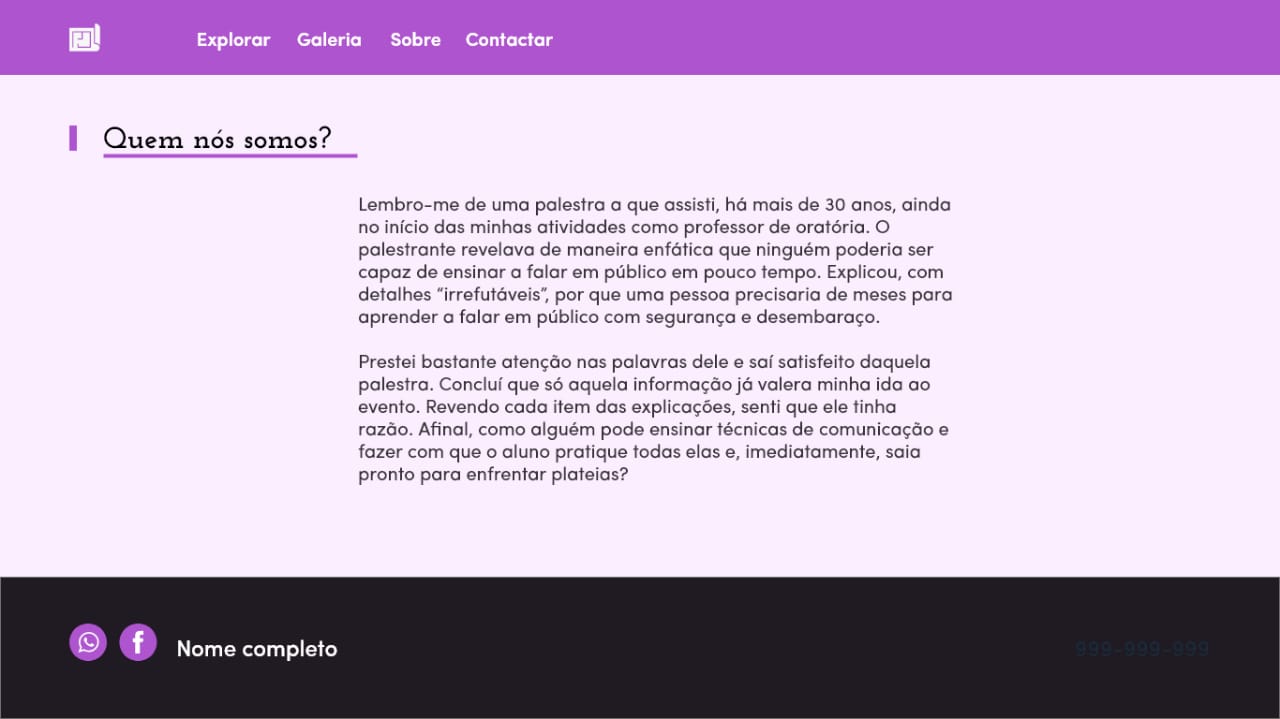 Explorar Galeria Sobre Contactar
Quem nós somos?
Lembro-me de uma palestra a que assisti, há mais de 30 anos, ainda
no início das minhas atividades como professor de oratória. O
palestrante revelava de maneira enfática que ninguém poderia ser
capaz de ensinar a falar em público em pouco tempo. Explicou, com
detalhes “irrefutáveis”, por que uma pessoa precisaria de meses para
aprender a falar em público com segurança e desembaraço.
Prestei bastante atenção nas palavras dele e saí satisfeito daquela
palestra. Concluí que só aquela informação já valera minha ida ao
evento. Revendo cada item das explicações, senti que ele tinha
razão. Afinal, como alguém pode ensinar técnicas de comunicação e
fazer com que o aluno pratique todas elas e, imediatamente, saia
pronto para enfrentar plateias?
Nome completo
999-999-999